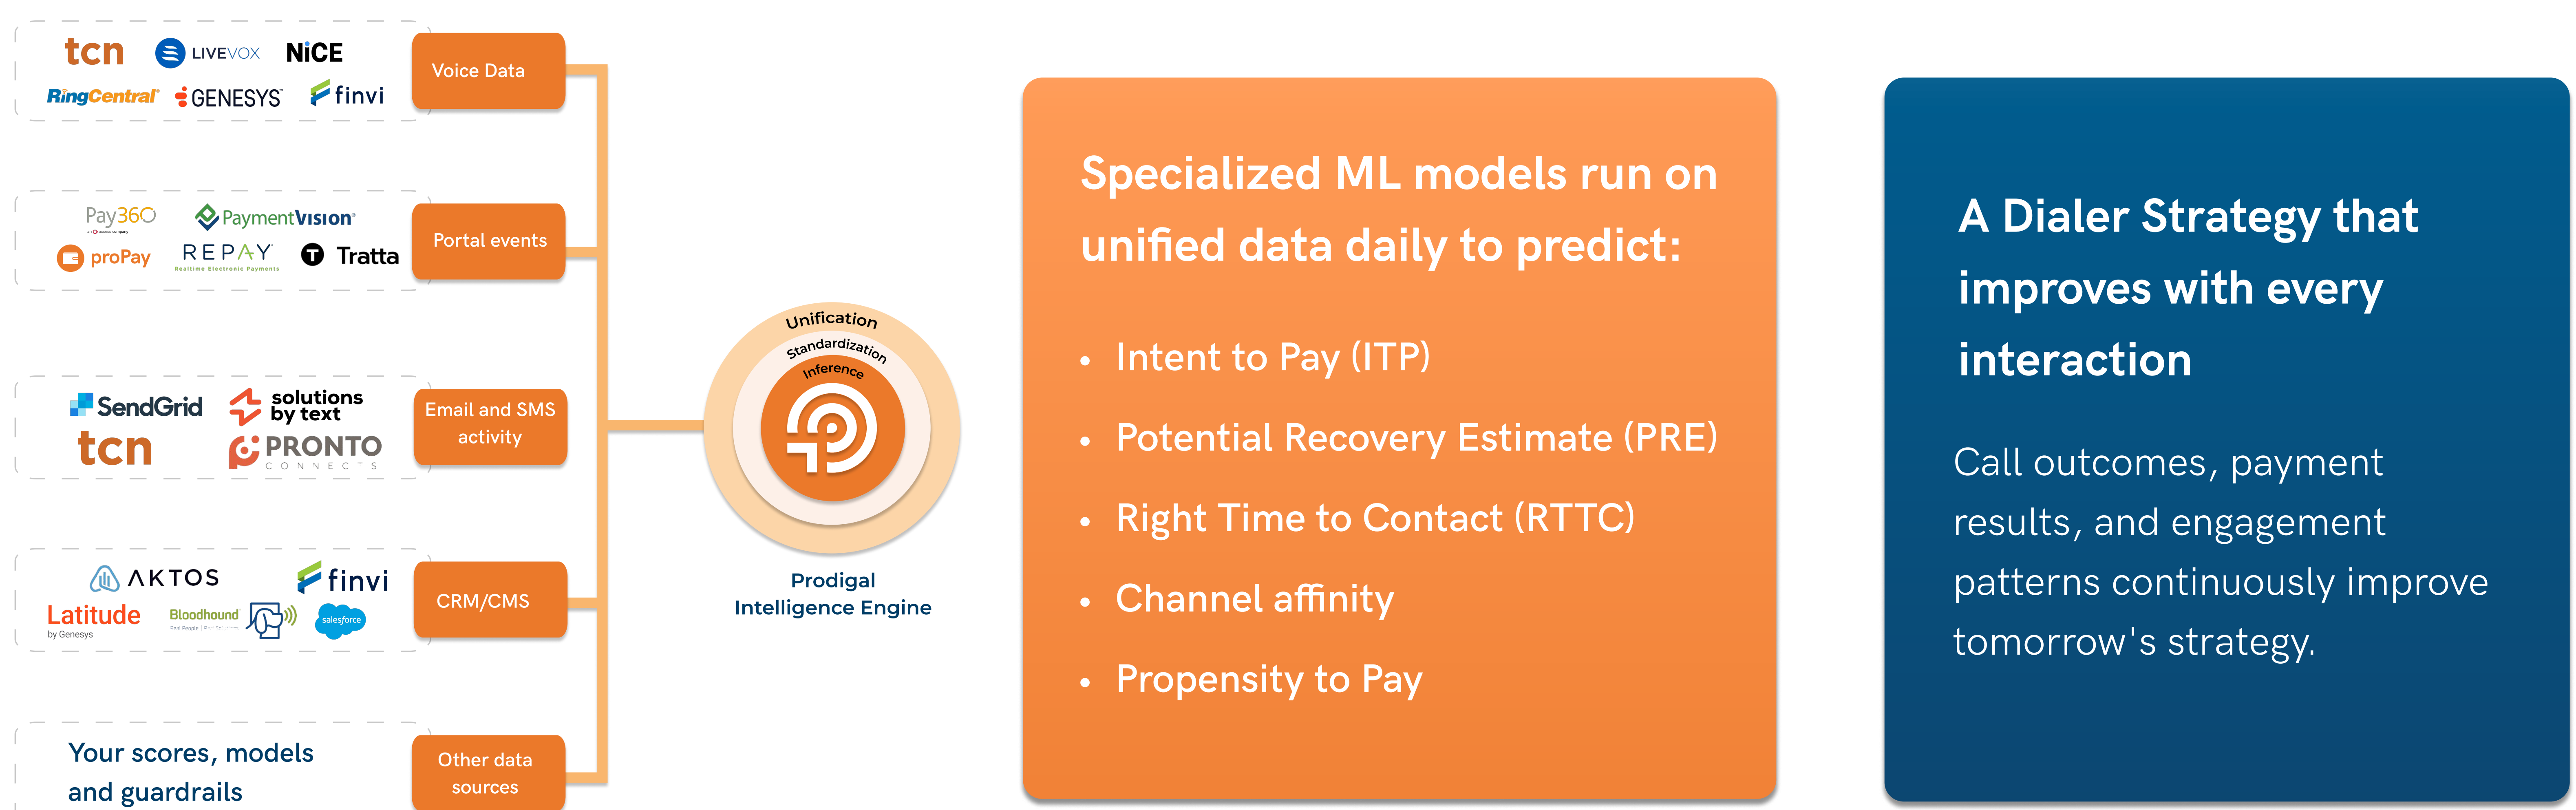 tcn LIVEVOX NiCE
RingCentral GENESYS finvi
Voice Data
Pay360 PaymentVision
an access company
proPay REPAY Tratta
Realtime Electronic Payments
Portal events
SendGrid solutions by text
tcn PRONTO
CONNECTS
Email and SMS
activity
AKTOS finvi
Latitude Bloodhound salesforce
by Genesys
CRM/CMS
Your scores, models
and guardrails
Other data
sources
Unification
Standardization
Inference
Prodigal
Intelligence Engine
Specialized ML models run on
unified data daily to predict:
• Intent to Pay (ITP)
• Potential Recovery Estimate (PRE)
• Right Time to Contact (RTTC)
• Channel affinity
• Propensity to Pay
A Dialer Strategy that
improves with every
interaction
Call outcomes, payment
results, and engagement
patterns continuously improve
tomorrow's strategy.